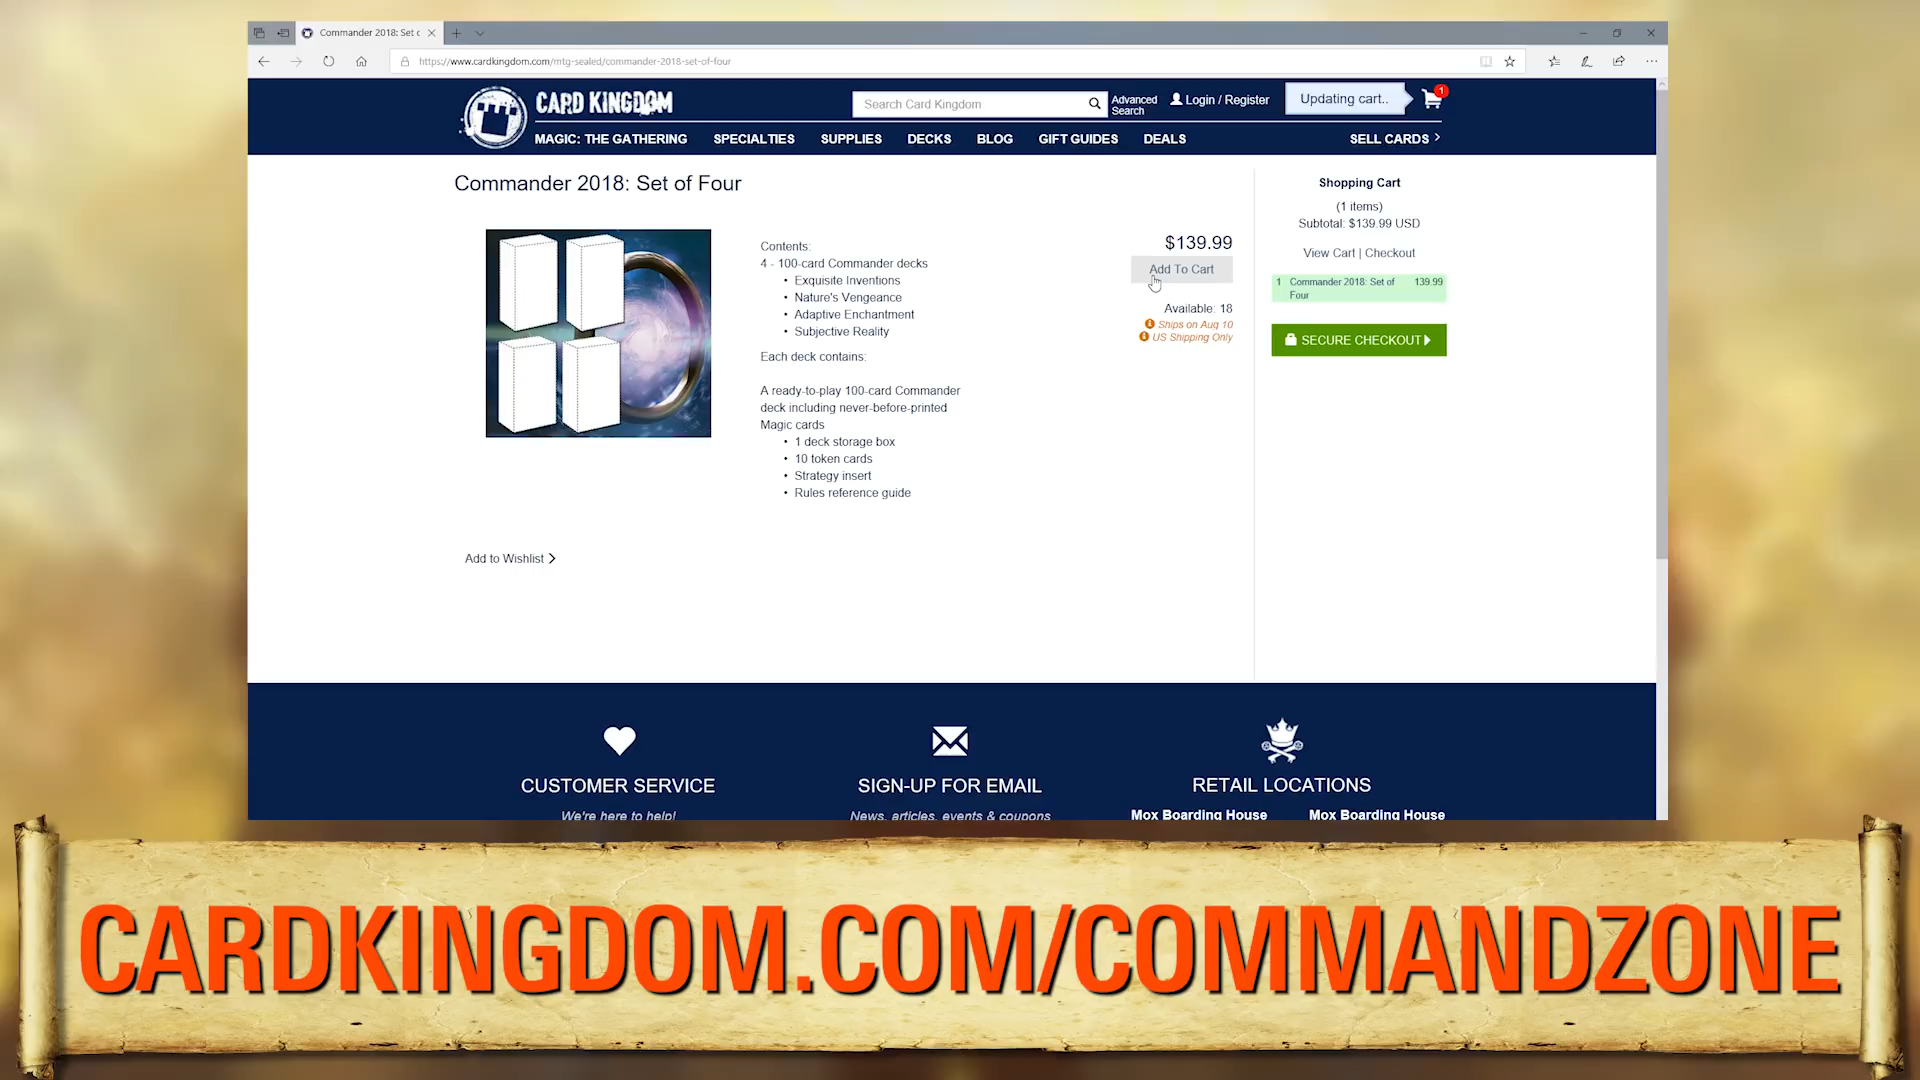 Commander 2018: Set c
https://www.cardkingdom.com/mtg-sealed/commander-2018-set-of-four
CARD KINGDOM
Search Card Kingdom
Advanced Search
Login / Register
Updating cart..
1
MAGIC: THE GATHERING SPECIALTIES SUPPLIES DECKS BLOG GIFT GUIDES DEALS SELL CARDS
Commander 2018: Set of Four
Contents:
4 - 100-card Commander decks
• Exquisite Inventions
• Nature's Vengeance
• Adaptive Enchantment
• Subjective Reality
Each deck contains:
A ready-to-play 100-card Commander
deck including never-before-printed
Magic cards
• 1 deck storage box
• 10 token cards
• Strategy insert
• Rules reference guide
Add to Wishlist
$139.99
Add To Cart
Available: 18
Ships on Aug 10
US Shipping Only
Shopping Cart
(1 items)
Subtotal: $139.99 USD
View Cart | Checkout
1 Commander 2018: Set of 139.99
Four
SECURE CHECKOUT
CUSTOMER SERVICE
We're here to help!
SIGN-UP FOR EMAIL
News, articles, events & coupons
RETAIL LOCATIONS
Mox Boarding House Mox Boarding House
CARDKINGDOM.COM/COMMANDZONE